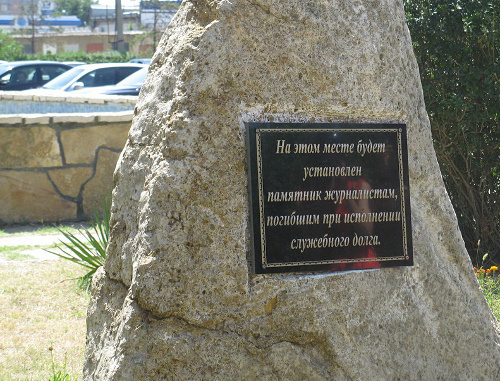 На этом месте будет
установлен
памятник журналистам,
погибшим при исполнении
служебного долга.